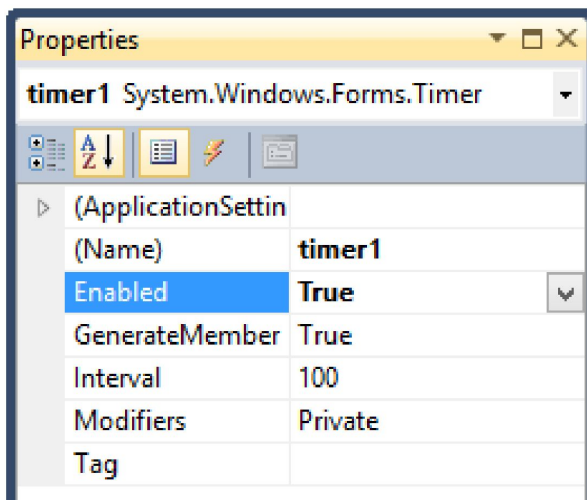 Properties
timer1 System.Windows.Forms.Timer
A
Z
(ApplicationSettin
(Name) timer1
Enabled True
GenerateMember True
Interval 100
Modifiers Private
Tag